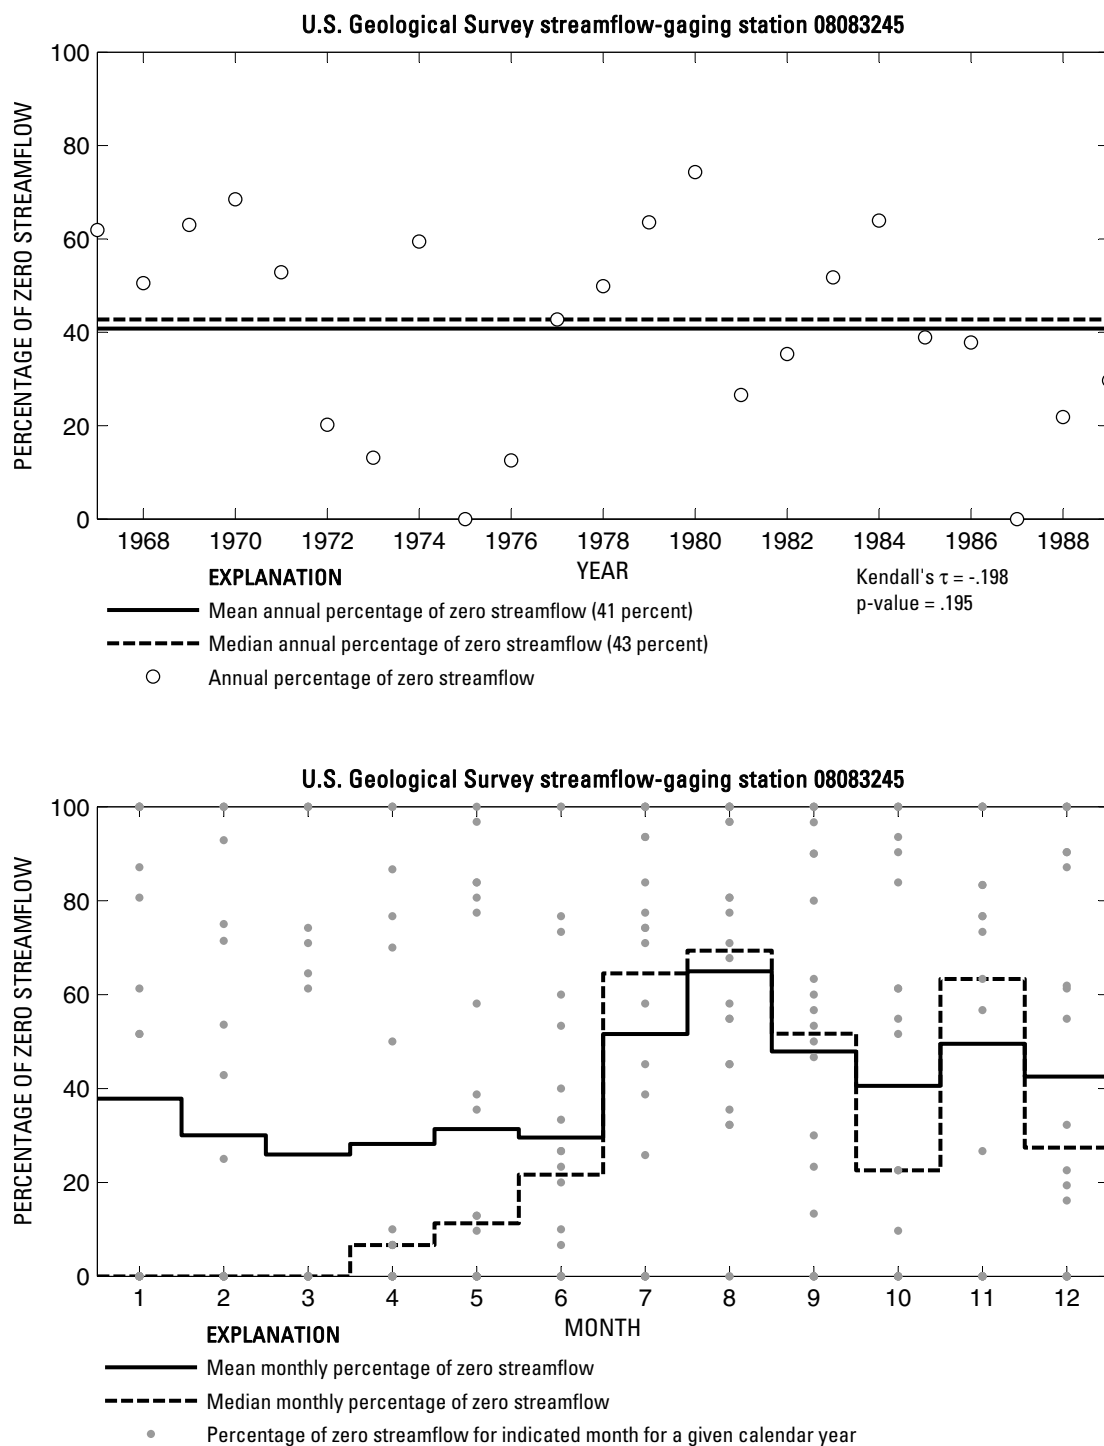 U.S. Geological Survey streamflow-gaging station 08083245
PERCENTAGE OF ZERO STREAMFLOW
100
80
60
40
20
0
1968 1970 1972 1974 1976 1978 1980 1982 1984 1986 1988
YEAR
EXPLANATION
Mean annual percentage of zero streamflow (41 percent)
Median annual percentage of zero streamflow (43 percent)
Annual percentage of zero streamflow
Kendall's τ = -.198
p-value = .195
U.S. Geological Survey streamflow-gaging station 08083245
PERCENTAGE OF ZERO STREAMFLOW
100
80
60
40
20
0
1 2 3 4 5 6 7 8 9 10 11 12
MONTH
EXPLANATION
Mean monthly percentage of zero streamflow
Median monthly percentage of zero streamflow
Percentage of zero streamflow for indicated month for a given calendar year